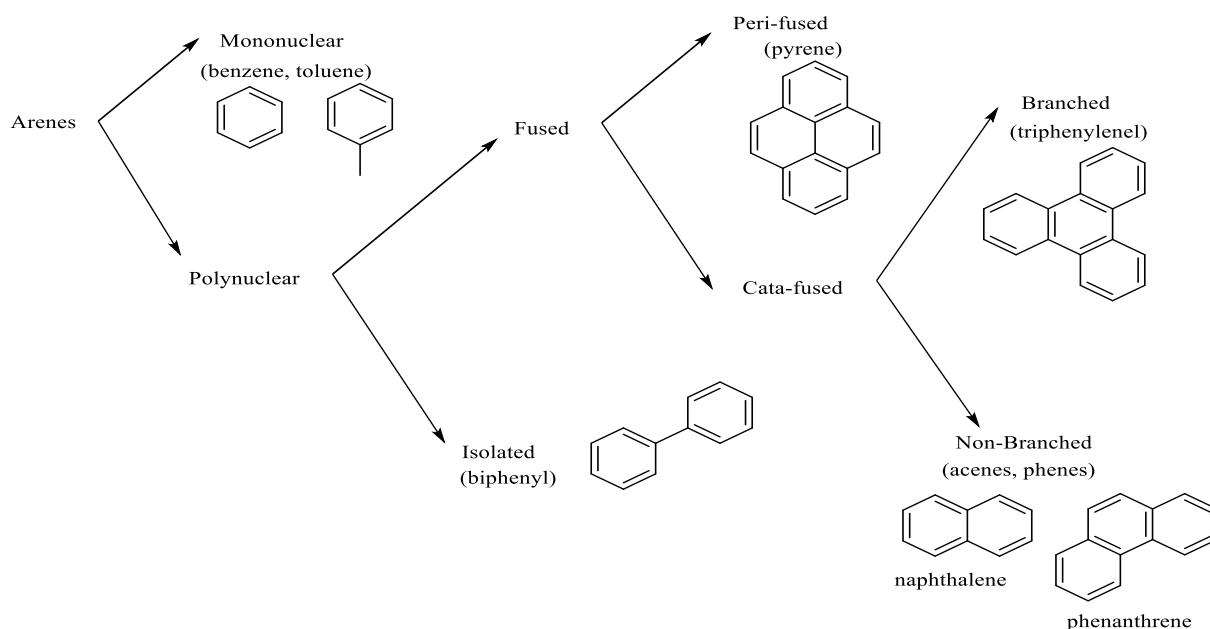 Arenes
Mononuclear
(benzene, toluene)
Polynuclear
Fused
Isolated
(biphenyl)
Peri-fused
(pyrene)
Cata-fused
Branched
(triphenylenel)
Non-Branched
(acenes, phenes)
naphthalene
phenanthrene